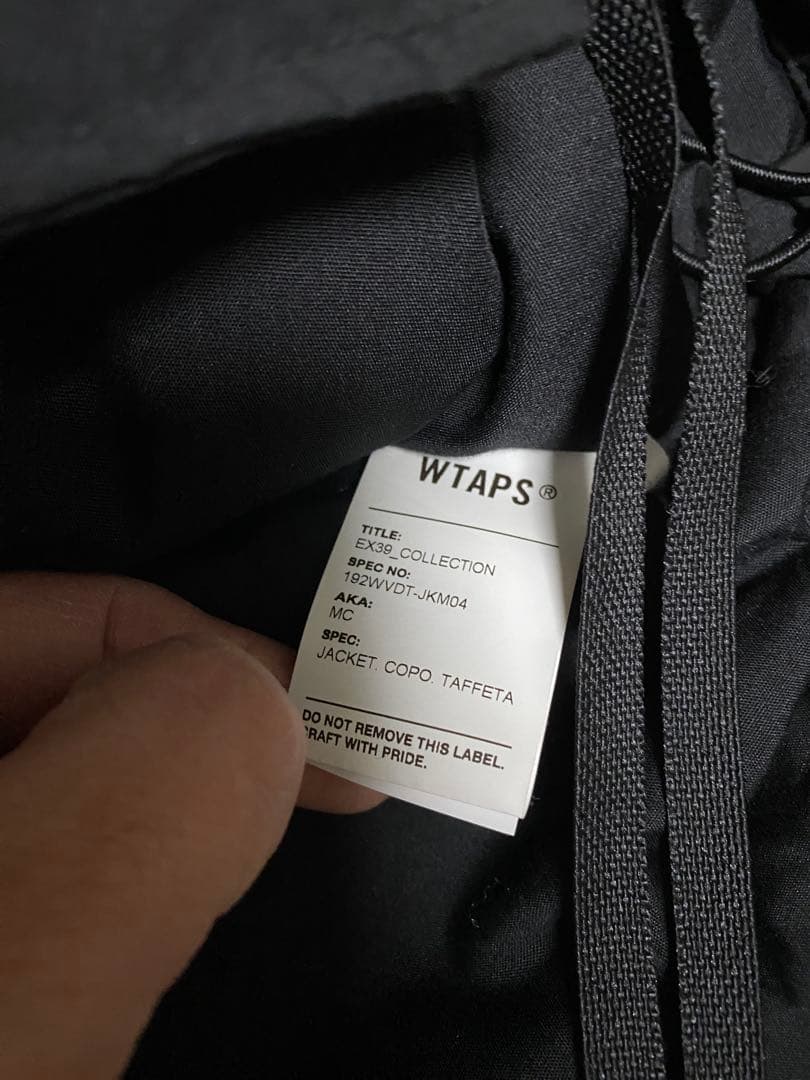 WTAPS®
TITLE:
EX39_COLLECTION
SPEC NO:
192WVDT-JKM04
AKA:
MC
SPEC:
JACKET. COPO. TAFFETA
DO NOT REMOVE THIS LABEL.
CRAFT WITH PRIDE.